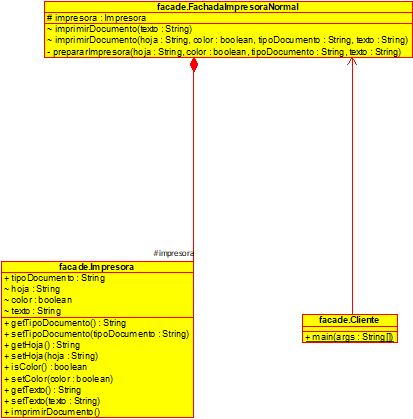 facade.FachadaImpresoraNormal
# impresora : Impresora
~ imprimirDocumento(texto : String)
~ imprimirDocumento(hoja : String, color : boolean, tipoDocumento : String, texto : String)
- prepararImpresora(hoja : String, color : boolean, tipoDocumento : String, texto : String)
#impresora
facade.Impresora
+ tipoDocumento : String
~ hoja : String
~ color : boolean
~ texto : String
+ getTipoDocumento() : String
+ setTipoDocumento(tipoDocumento : String)
+ getHoja() : String
+ setHoja(hoja : String)
+ isColor() : boolean
+ setColor(color : boolean)
+ getTexto() : String
+ setTexto(texto : String)
+ imprimirDocumento()
facade.Cliente
+ main(args : String[])